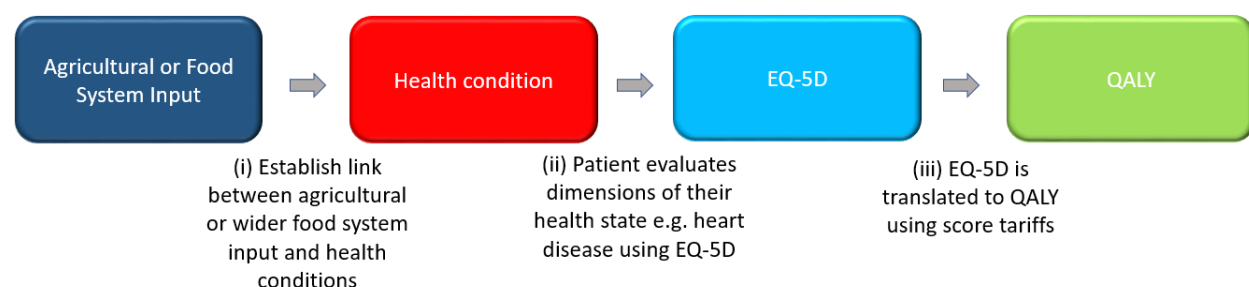 Agricultural or Food
System Input
Health condition
EQ-5D
QALY
(i) Establish link
between agricultural
or wider food system
input and health
conditions
(ii) Patient evaluates
dimensions of their
health state e.g. heart
disease using EQ-5D
(iii) EQ-5D is
translated to QALY
using score tariffs